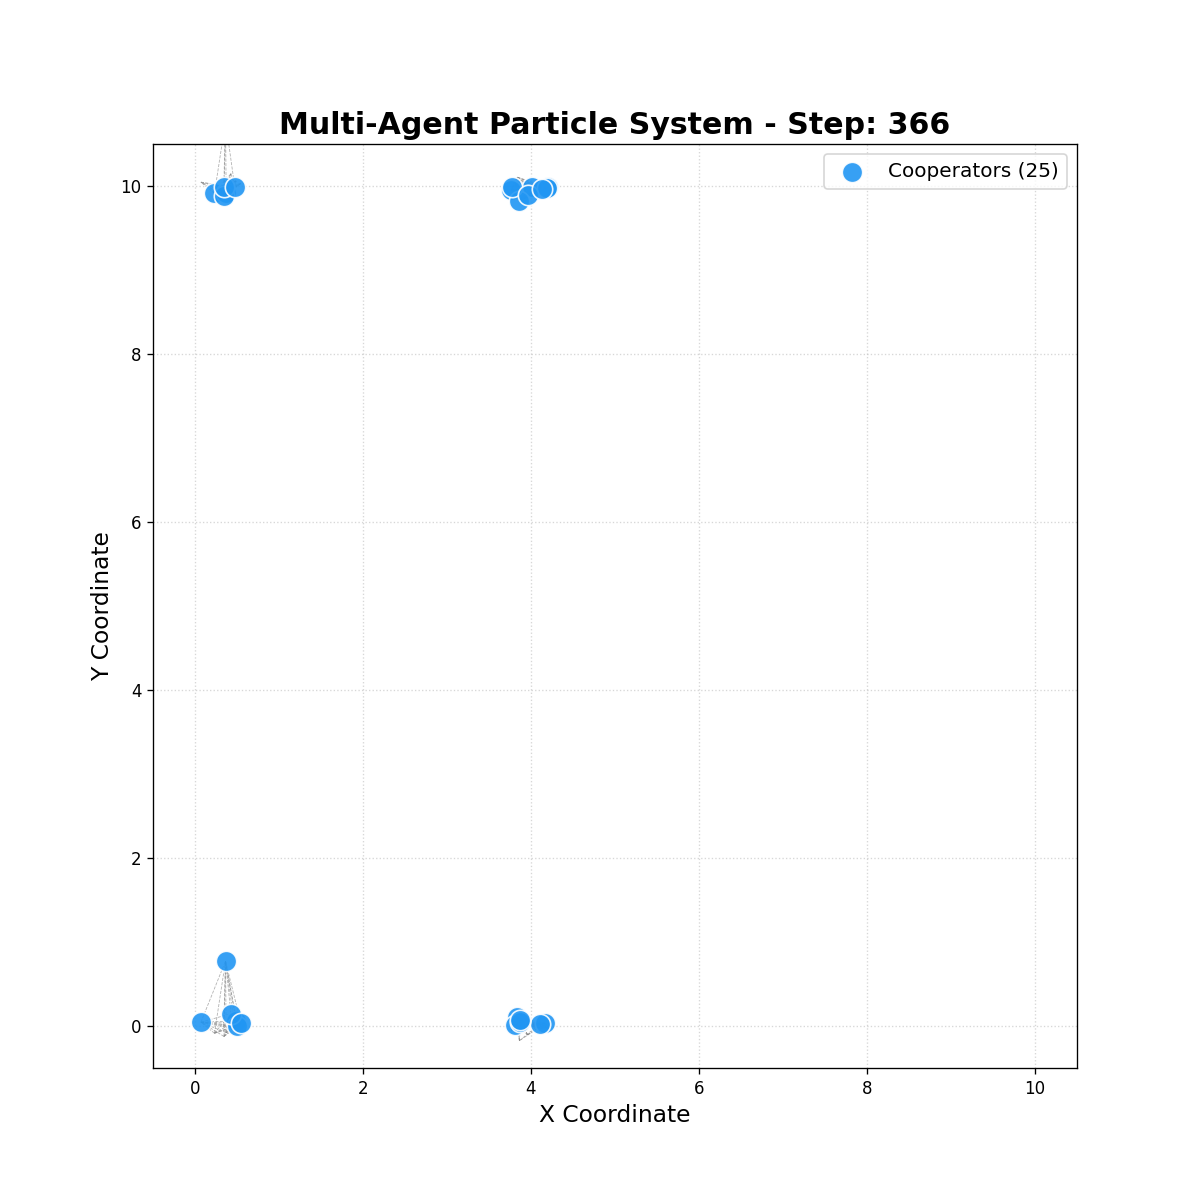 Multi-Agent Particle System - Step: 366
Cooperators (25)
10
8
6
4
2
0
Y Coordinate
0 2 4 6 8 10
X Coordinate